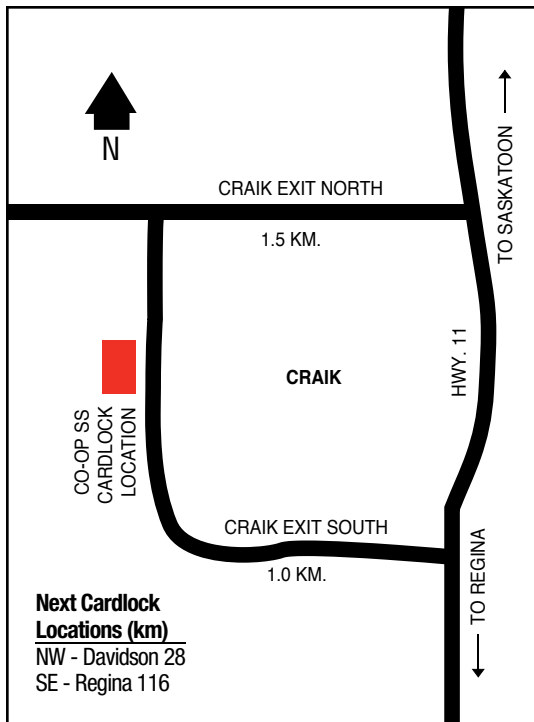 N
CRAIK EXIT NORTH
1.5 KM.
TO SASKATOON
HWY. 11
CRAIK
CO-OP SS
CARDLOCK
LOCATION
CRAIK EXIT SOUTH
1.0 KM.
TO REGINA
Next Cardlock
Locations (km)
NW - Davidson 28
SE - Regina 116